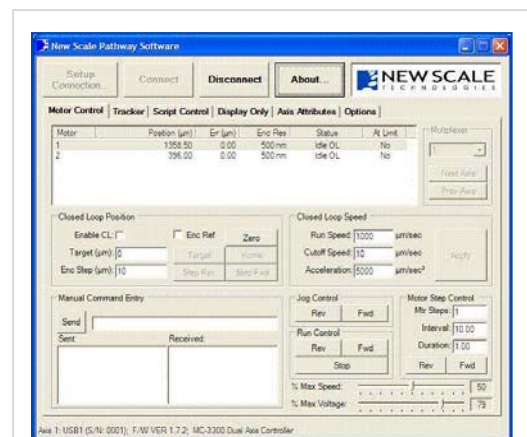 New Scale Pathway Software
Setup Connection...
Connect
Disconnect
About...
NEW SCALE
TECHNOLOGIES
Motor Control Tracker Script Control Display Only Axis Attributes Options
Motor Position (µm) Err (µm) Enc Res Status At Limit
1 1358.50 0.00 500 nm Idle OL No
2 396.00 0.00 500 nm Idle OL No
Multiplexer
1
Next Axis
Prev Axis
Closed Loop Position
Enable CL: Enc Ref Zero
Target (µm): 0 Target Home
Enc Step (µm): 10 Step Rev Step Fwd
Closed Loop Speed
Run Speed: 1000 µm/sec
Cutoff Speed: 10 µm/sec
Acceleration: 5000 µm/sec²
Apply
Manual Command Entry
Send
Sent: Received:
Jog Control
Rev Fwd
Run Control
Rev Fwd
Stop
Motor Step Control
Mtr Steps: 1
Interval: 10.00
Duration: 1.00
Rev Fwd
% Max Speed: 50
% Max Voltage: 79
Axis 1: USB1 (S/N: 0001); F/W VER 1.7.2; MC-3300 Dual Axis Controller